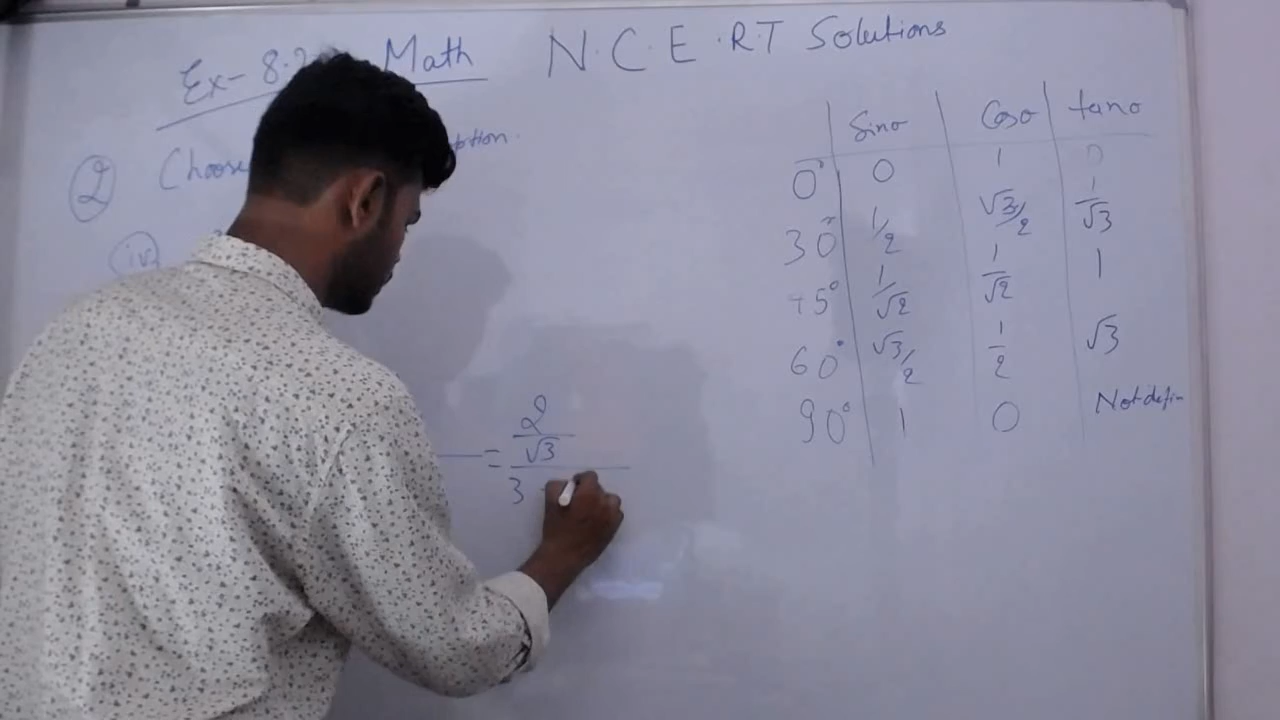 Ex- 8.2 Math N.C.E.R.T Solutions
② Choose option.
(iv)
= 2/√3
3 -
sinθ cosθ tanθ
0° 0 1 0
30° 1/2 √3/2 1/√3
45° 1/√2 1/√2 1
60° √3/2 1/2 √3
90° 1 0 Not defin